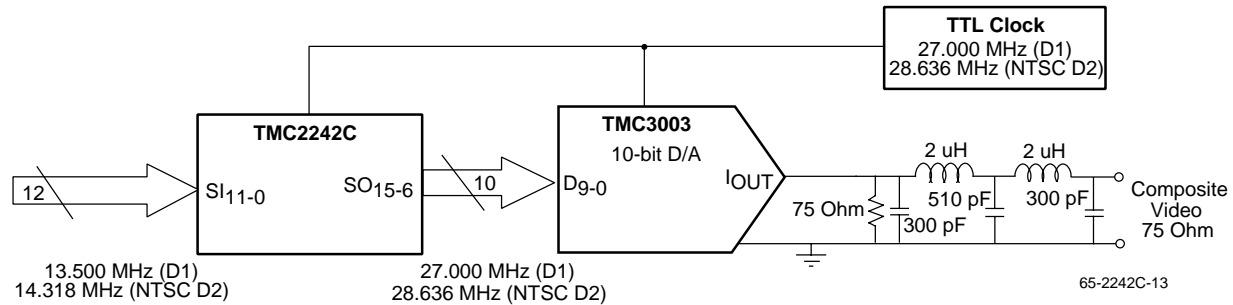 TTL Clock
27.000 MHz (D1)
28.636 MHz (NTSC D2)
TMC2242C
TMC3003
10-bit D/A
12
SI11-0
SO15-6
10
D9-0
IOUT
2 uH
2 uH
75 Ohm
300 pF
510 pF
300 pF
Composite
Video
75 Ohm
13.500 MHz (D1)
14.318 MHz (NTSC D2)
27.000 MHz (D1)
28.636 MHz (NTSC D2)
65-2242C-13